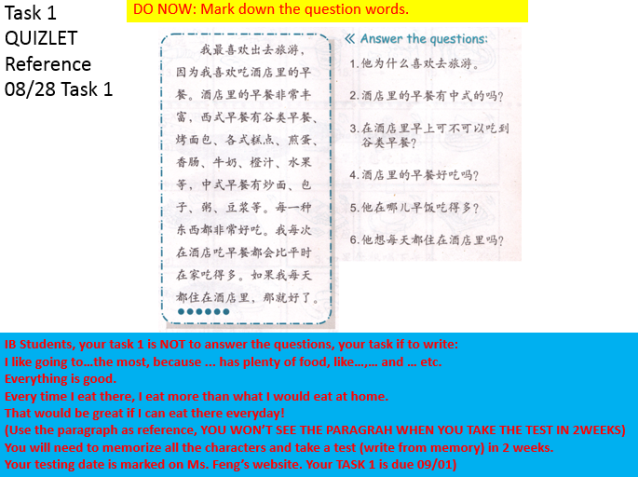 Task 1
QUIZLET
Reference
08/28 Task 1
DO NOW: Mark down the question words.
我最喜欢出去旅游，
因为我喜欢吃酒店里的早
餐。酒店里的早餐非常丰
富，西式早餐有谷类早餐、
烤面包、各式糕点、煎蛋、
香肠、牛奶、橙汁、水果
等，中式早餐有炒面、包
子、粥、豆浆等。每一种
东西都非常好吃。我每次
在酒店吃早餐都会比平时
在家吃得多。如果我每天
都住在酒店里，那就好了。
« Answer the questions:
1.他为什么喜欢去旅游。
2.酒店里的早餐有中式的吗?
3.在酒店里早上可不可以吃到
谷类早餐?
4.酒店里的早餐好吃吗?
5.他在哪儿早饭吃得多?
6.他想每天都住在酒店里吗?
IB Students, your task 1 is NOT to answer the questions, your task if to write:
I like going to...the most, because ... has plenty of food, like...,... and ... etc.
Everything is good.
Every time I eat there, I eat more than what I would eat at home.
That would be great if I can eat there everyday!
(Use the paragraph as reference, YOU WON'T SEE THE PARAGRAH WHEN YOU TAKE THE TEST IN 2WEEKS)
You will need to memorize all the characters and take a test (write from memory) in 2 weeks.
Your testing date is marked on Ms. Feng's website. Your TASK 1 is due 09/01)